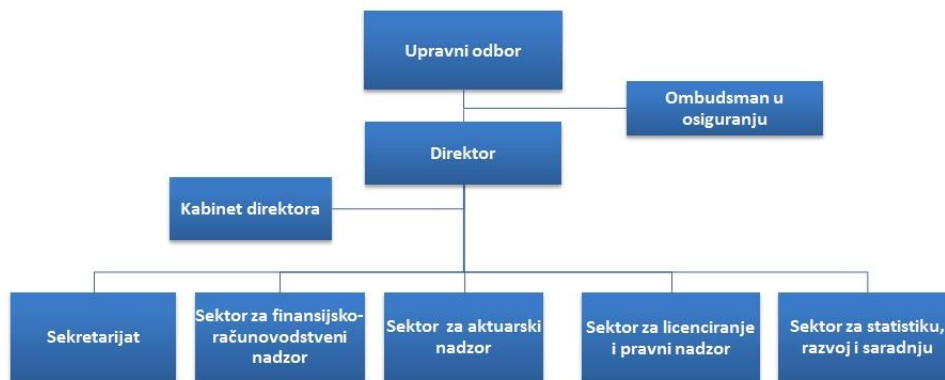 Upravni odbor
Ombudsman u
osiguranju
Direktor
Kabinet direktora
Sekretarijat
Sektor za finansijsko-
računovodstveni
nadzor
Sektor za aktuarski
nadzor
Sektor za licenciranje
i pravni nadzor
Sektor za statistiku,
razvoj i saradnju